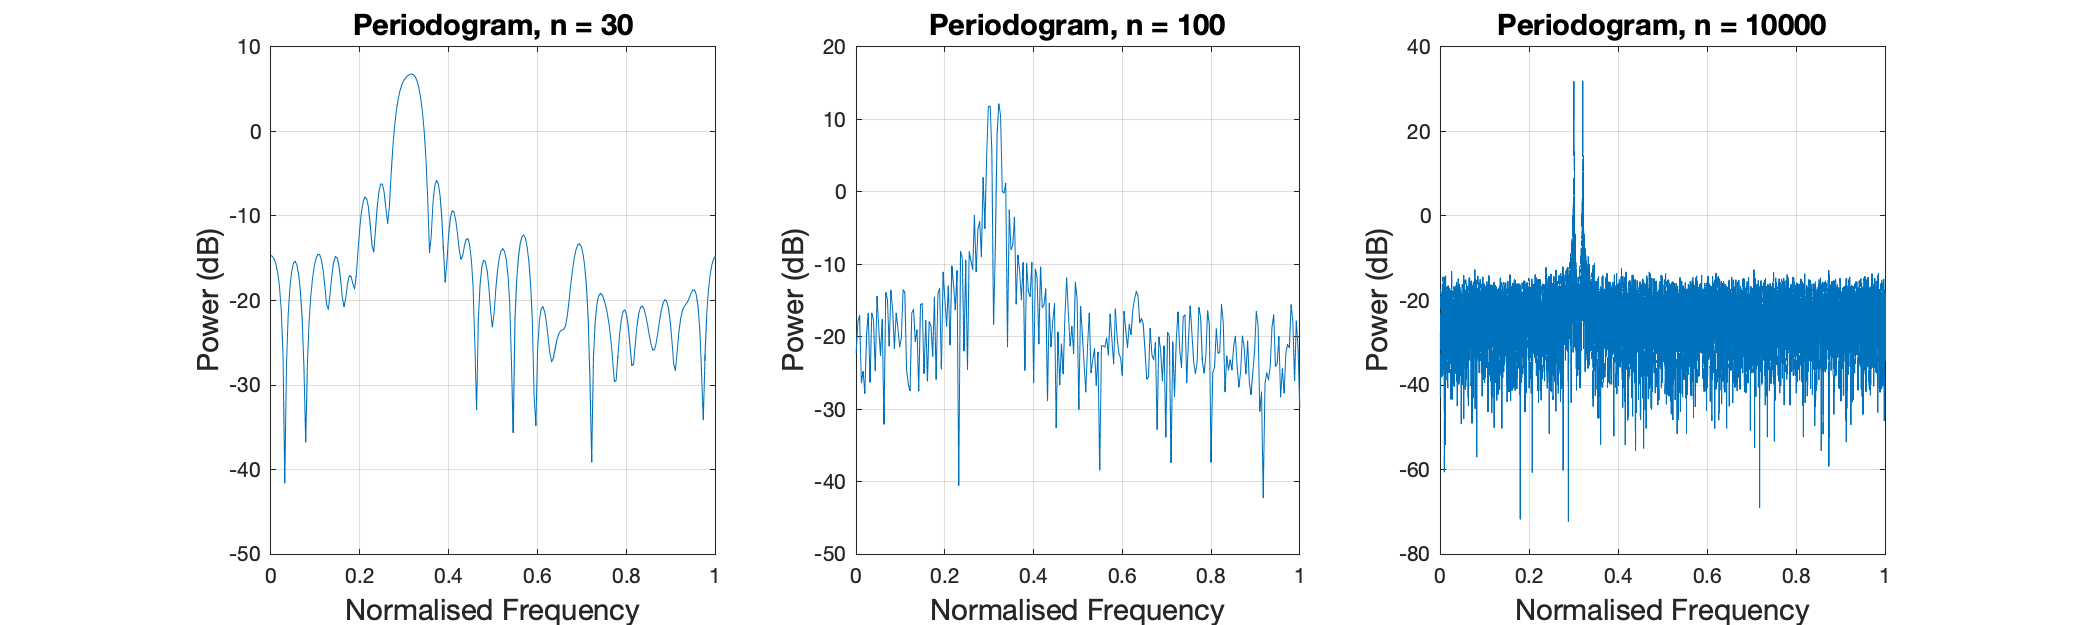 Periodogram, n = 30
10
0
-10
-20
-30
-40
-50
0 0.2 0.4 0.6 0.8 1
Power (dB)
Normalised Frequency
Periodogram, n = 100
20
10
0
-10
-20
-30
-40
-50
0 0.2 0.4 0.6 0.8 1
Power (dB)
Normalised Frequency
Periodogram, n = 10000
40
20
0
-20
-40
-60
-80
0 0.2 0.4 0.6 0.8 1
Power (dB)
Normalised Frequency